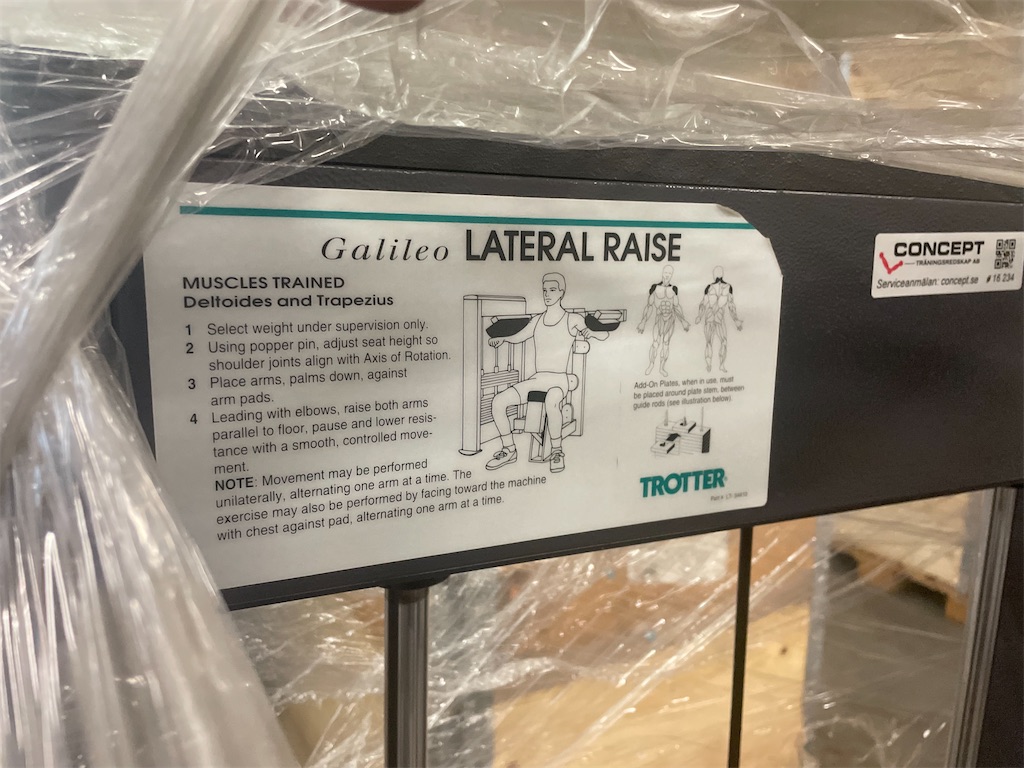 Galileo LATERAL RAISE
MUSCLES TRAINED
Deltoides and Trapezius
1 Select weight under supervision only.
2 Using popper pin, adjust seat height so
shoulder joints align with Axis of Rotation.
3 Place arms, palms down, against
arm pads.
4 Leading with elbows, raise both arms
parallel to floor, pause and lower resis-
tance with a smooth, controlled move-
ment.
NOTE: Movement may be performed
unilaterally, alternating one arm at a time. The
exercise may also be performed by facing toward the machine
with chest against pad, alternating one arm at a time.
Add-On Plates, when in use, must
be placed around plate stem, between
guide rods (see illustration below).
TROTTER
Part #
CONCEPT
TRÄNINGSREDSKAP AB
Serviceanmälan: concept.se #16 234